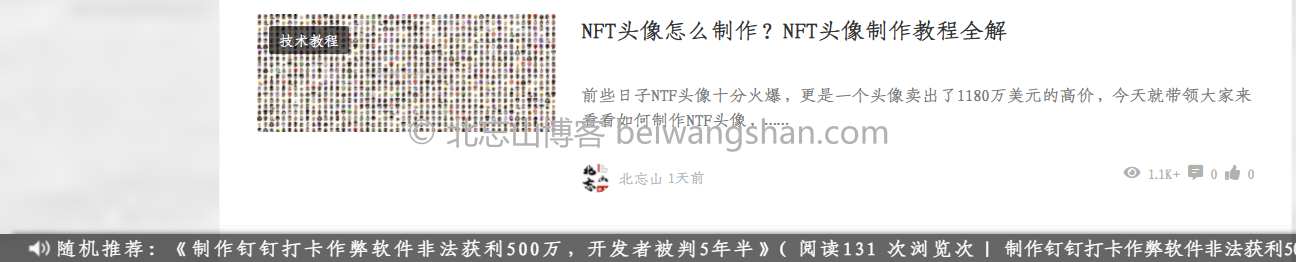 技术教程
NFT头像怎么制作？NFT头像制作教程全解
前些日子NTF头像十分火爆，更是一个头像卖出了1180万美元的高价，今天就带领大家来
看看如何制作NTF头像，……
© 北忘山博客 beiwangshan.com
北忘山
北忘山 1天前
1.1K+ 0 0
随机推荐：《制作钉钉打卡作弊软件非法获利500万，开发者被判5年半》( 阅读131 次浏览次 | 制作钉钉打卡作弊软件非法获利50